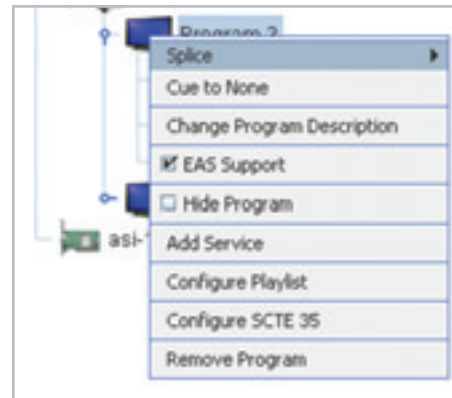 Program 2
Splice
Cue to None
Change Program Description
EAS Support
Hide Program
Add Service
asi-
Configure Playlist
Configure SCTE 35
Remove Program